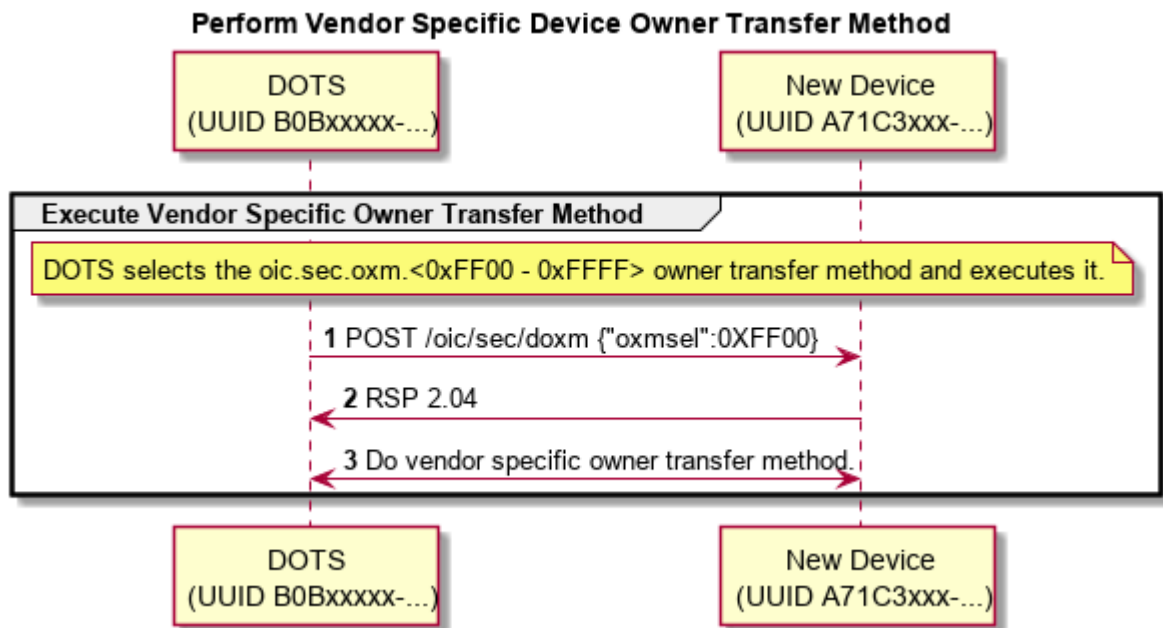 Perform Vendor Specific Device Owner Transfer Method
DOTS
(UUID B0Bxxxxx-...)
New Device
(UUID A71C3xxx-...)
Execute Vendor Specific Owner Transfer Method
DOTS selects the oic.sec.oxm.<0xFF00 - 0xFFFF> owner transfer method and executes it.
1 POST /oic/sec/doxm {"oxmsel":0XFF00}
2 RSP 2.04
3 Do vendor specific owner transfer method.
DOTS
(UUID B0Bxxxxx-...)
New Device
(UUID A71C3xxx-...)